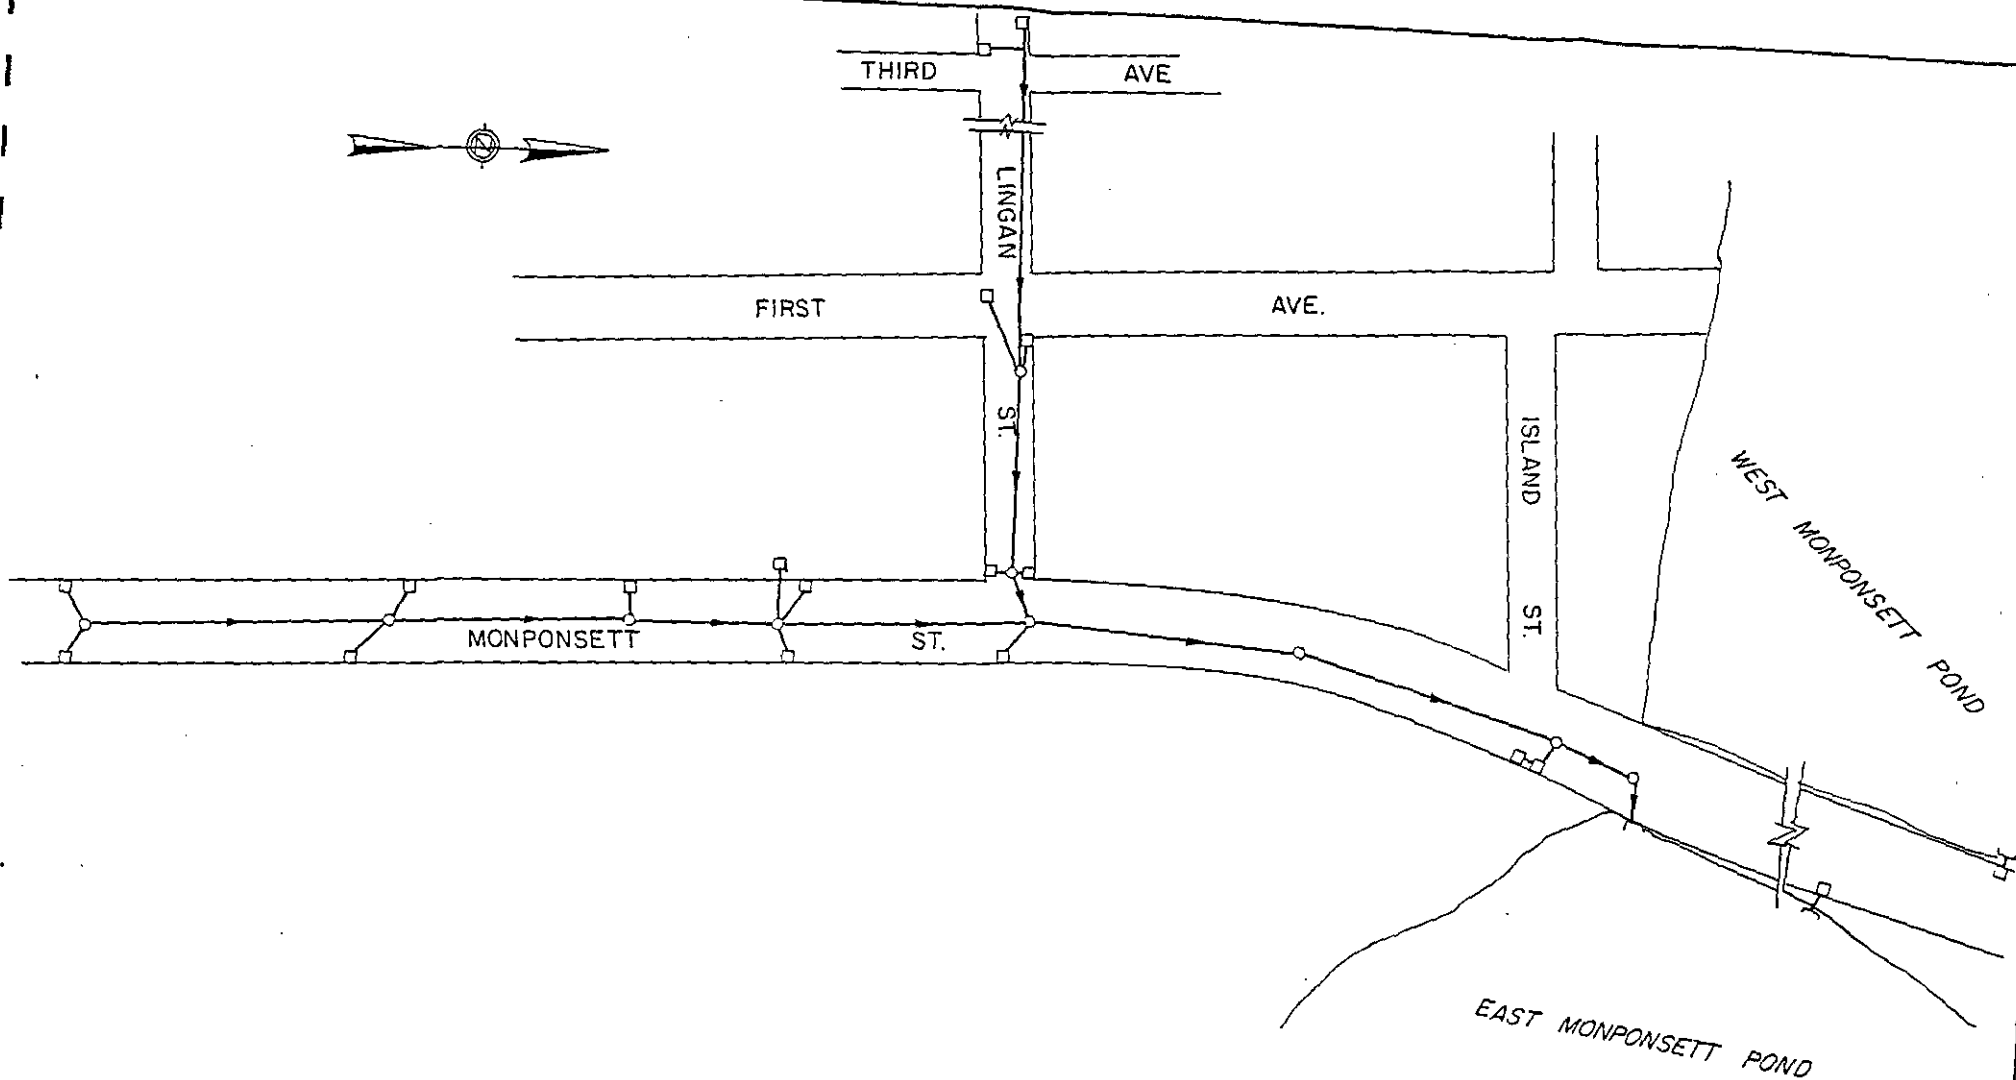 THIRD AVE
N
LINGAN ST.
FIRST AVE.
ISLAND ST.
WEST MONPONSETT POND
MONPONSETT ST.
EAST MONPONSETT POND